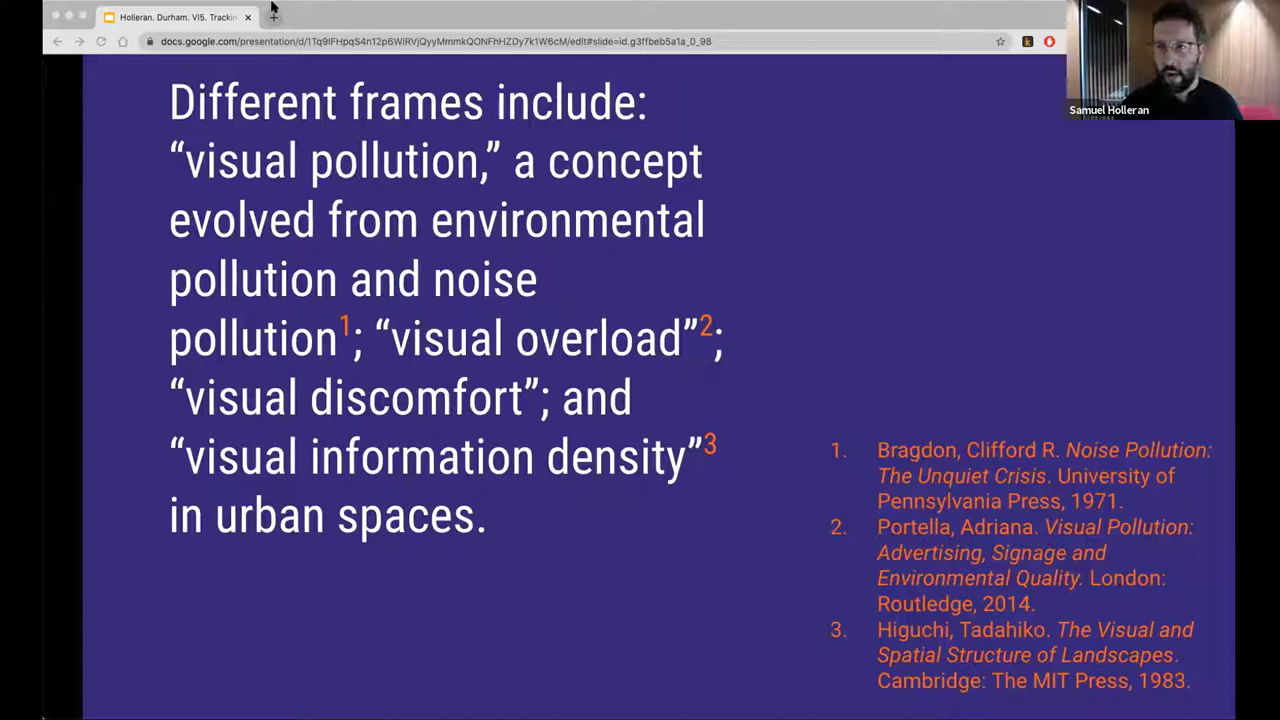 Holleran. Durham. VI5. Trackin
docs.google.com/presentation/d/1Tq9IFHpqS4n12p6WiRVjQyyMmmkQONFhHZDy7k1W6cM/edit#slide=id.g3ffbeb5a1a_0_98
Samuel Holleran
Different frames include:
“visual pollution,” a concept
evolved from environmental
pollution and noise
pollution1; “visual overload”2;
“visual discomfort”; and
“visual information density”3
in urban spaces.
1. Bragdon, Clifford R. Noise Pollution:
The Unquiet Crisis. University of
Pennsylvania Press, 1971.
2. Portella, Adriana. Visual Pollution:
Advertising, Signage and
Environmental Quality. London:
Routledge, 2014.
3. Higuchi, Tadahiko. The Visual and
Spatial Structure of Landscapes.
Cambridge: The MIT Press, 1983.